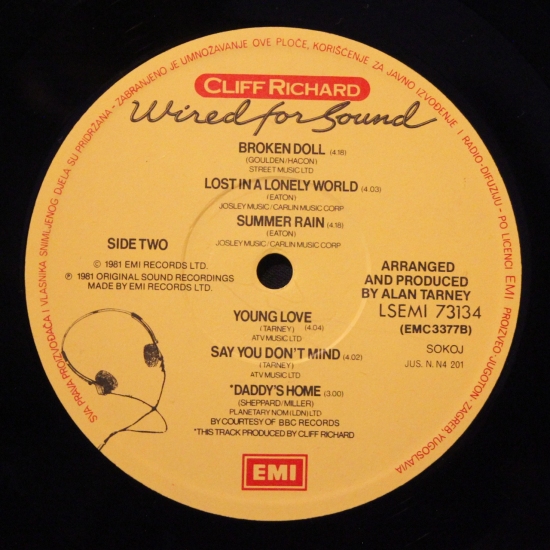 SVA PRAVA PROIZVOĐAČA I VLASNIKA SNIMLJENOG DJELA SU PRIDRŽANA - ZABRANJENO JE UMNOŽAVANJE OVE PLOČE, KORIŠĆENJE ZA JAVNO IZVOĐENJE I RADIO-DIFUZIJU - PO LICENCI EMI PROIZVEO JUGOTON-ZAGREB, YUGOSLAVIA
CLIFF RICHARD
Wired for Sound
BROKEN DOLL (4.18)
(GOULDEN/HACON)
STREET MUSIC LTD
LOST IN A LONELY WORLD (4.03)
(EATON)
JOSLEY MUSIC/CARLIN MUSIC CORP
SUMMER RAIN (4.18)
(EATON)
JOSLEY MUSIC/CARLIN MUSIC CORP
SIDE TWO
© 1981 EMI RECORDS LTD.
℗ 1981 ORIGINAL SOUND RECORDINGS
MADE BY EMI RECORDS LTD.
ARRANGED
AND PRODUCED
BY ALAN TARNEY
LSEMI 73134
(EMC3377B)
SOKOJ
JUS. N. N4 201
YOUNG LOVE
(TARNEY) (4.04)
ATV MUSIC LTD
SAY YOU DON'T MIND (4.02)
(TARNEY)
ATV MUSIC LTD
*DADDY'S HOME (3.00)
(SHEPPARD/MILLER)
PLANETARY NOM (LDN) LTD
BY COURTESY OF BBC RECORDS
*THIS TRACK PRODUCED BY CLIFF RICHARD
EMI